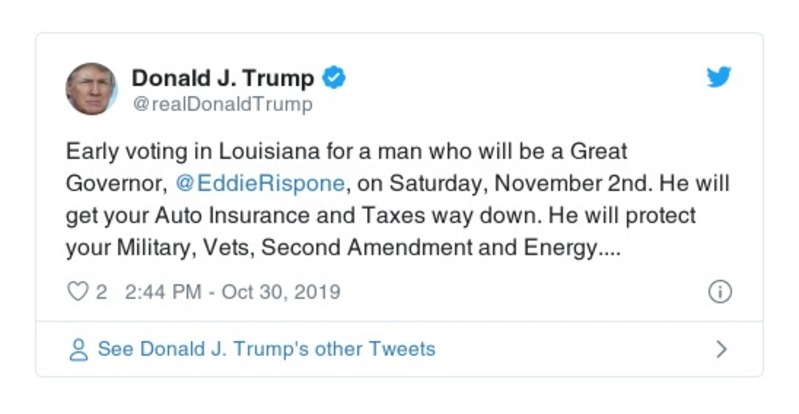 Donald J. Trump
@realDonaldTrump
Early voting in Louisiana for a man who will be a Great
Governor, @EddieRispone, on Saturday, November 2nd. He will
get your Auto Insurance and Taxes way down. He will protect
your Military, Vets, Second Amendment and Energy....
2 2:44 PM - Oct 30, 2019
See Donald J. Trump's other Tweets